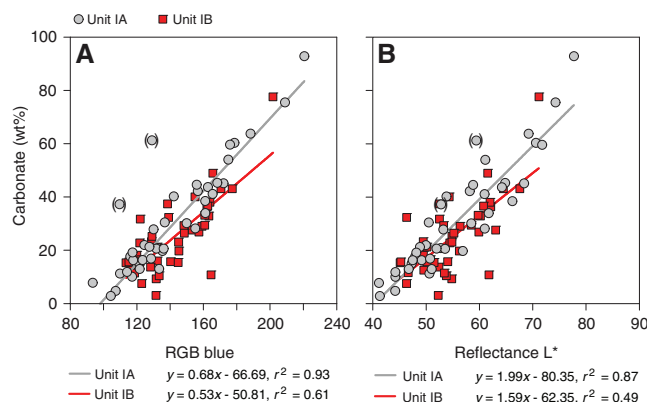 Unit IA Unit IB
A
B
Carbonate (wt%)
100
80
60
40
20
0
80 120 160 200 240
40 50 60 70 80 90
RGB blue
Reflectance L*
Unit IA y = 0.68x - 66.69, r² = 0.93
Unit IB y = 0.53x - 50.81, r² = 0.61
Unit IA y = 1.99x - 80.35, r² = 0.87
Unit IB y = 1.59x - 62.35, r² = 0.49
( )
( )
( )
( )